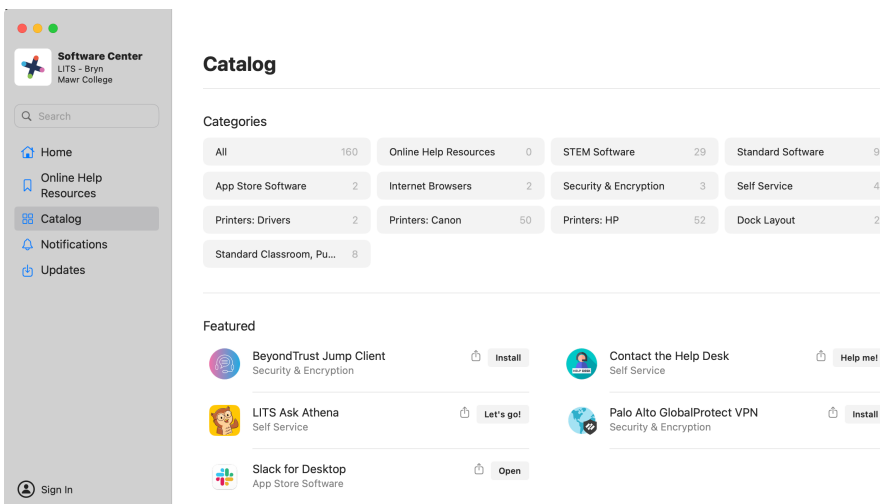 Software Center
LITS - Bryn
Mawr College
Search
Home
Online Help
Resources
Catalog
Notifications
Updates
Sign In
Catalog
Categories
All 160
Online Help Resources 0
STEM Software 29
Standard Software 9
App Store Software 2
Internet Browsers 2
Security & Encryption 3
Self Service 4
Printers: Drivers 2
Printers: Canon 50
Printers: HP 52
Dock Layout 2
Standard Classroom, Pu... 8
Featured
BeyondTrust Jump Client
Security & Encryption
Install
Contact the Help Desk
Self Service
Help me!
LITS Ask Athena
Self Service
Let's go!
Palo Alto GlobalProtect VPN
Security & Encryption
Install
Slack for Desktop
App Store Software
Open